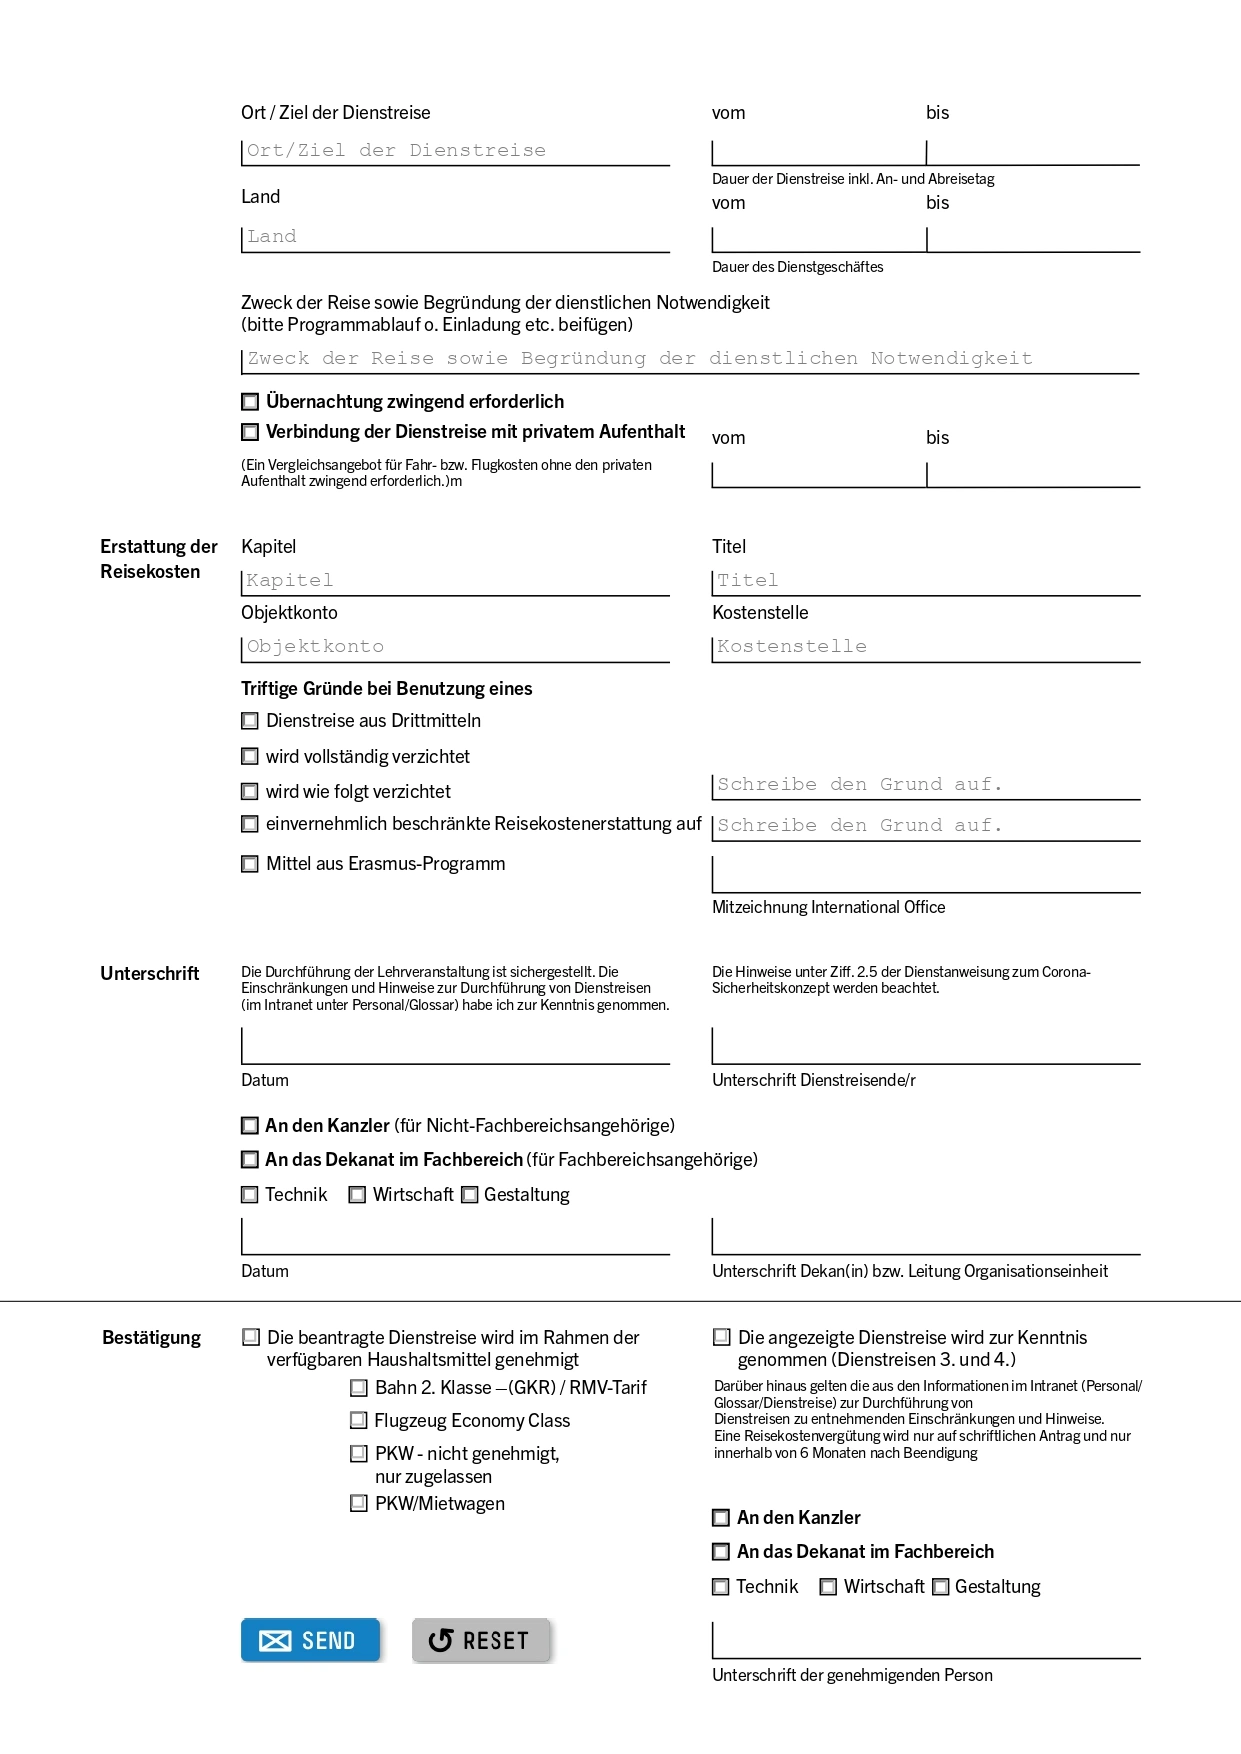 Ort / Ziel der Dienstreise
vom bis
Ort/Ziel der Dienstreise
Dauer der Dienstreise inkl. An- und Abreisetag
Land
vom bis
Land
Dauer des Dienstgeschäftes
Zweck der Reise sowie Begründung der dienstlichen Notwendigkeit
(bitte Programmablauf o. Einladung etc. beifügen)
Zweck der Reise sowie Begründung der dienstlichen Notwendigkeit
Übernachtung zwingend erforderlich
Verbindung der Dienstreise mit privatem Aufenthalt
vom bis
(Ein Vergleichsangebot für Fahr- bzw. Flugkosten ohne den privaten
Aufenthalt zwingend erforderlich.)m
Erstattung der
Reisekosten
Kapitel Titel
Kapitel Titel
Objektkonto Kostenstelle
Objektkonto Kostenstelle
Triftige Gründe bei Benutzung eines
Dienstreise aus Drittmitteln
wird vollständig verzichtet
wird wie folgt verzichtet Schreibe den Grund auf.
einvernehmlich beschränkte Reisekostenerstattung auf Schreibe den Grund auf.
Mittel aus Erasmus-Programm
Mitzeichnung International Office
Unterschrift
Die Durchführung der Lehrveranstaltung ist sichergestellt. Die
Einschränkungen und Hinweise zur Durchführung von Dienstreisen
(im Intranet unter Personal/Glossar) habe ich zur Kenntnis genommen.
Die Hinweise unter Ziff. 2.5 der Dienstanweisung zum Corona-
Sicherheitskonzept werden beachtet.
Datum Unterschrift Dienstreisende/r
An den Kanzler (für Nicht-Fachbereichsangehörige)
An das Dekanat im Fachbereich (für Fachbereichsangehörige)
Technik Wirtschaft Gestaltung
Datum Unterschrift Dekan(in) bzw. Leitung Organisationseinheit
Bestätigung
Die beantragte Dienstreise wird im Rahmen der
verfügbaren Haushaltsmittel genehmigt
Bahn 2. Klasse –(GKR) / RMV-Tarif
Flugzeug Economy Class
PKW - nicht genehmigt,
nur zugelassen
PKW/Mietwagen
Die angezeigte Dienstreise wird zur Kenntnis
genommen (Dienstreisen 3. und 4.)
Darüber hinaus gelten die aus den Informationen im Intranet (Personal/
Glossar/Dienstreise) zur Durchführung von
Dienstreisen zu entnehmenden Einschränkungen und Hinweise.
Eine Reisekostenvergütung wird nur auf schriftlichen Antrag und nur
innerhalb von 6 Monaten nach Beendigung
An den Kanzler
An das Dekanat im Fachbereich
Technik Wirtschaft Gestaltung
SEND RESET
Unterschrift der genehmigenden Person